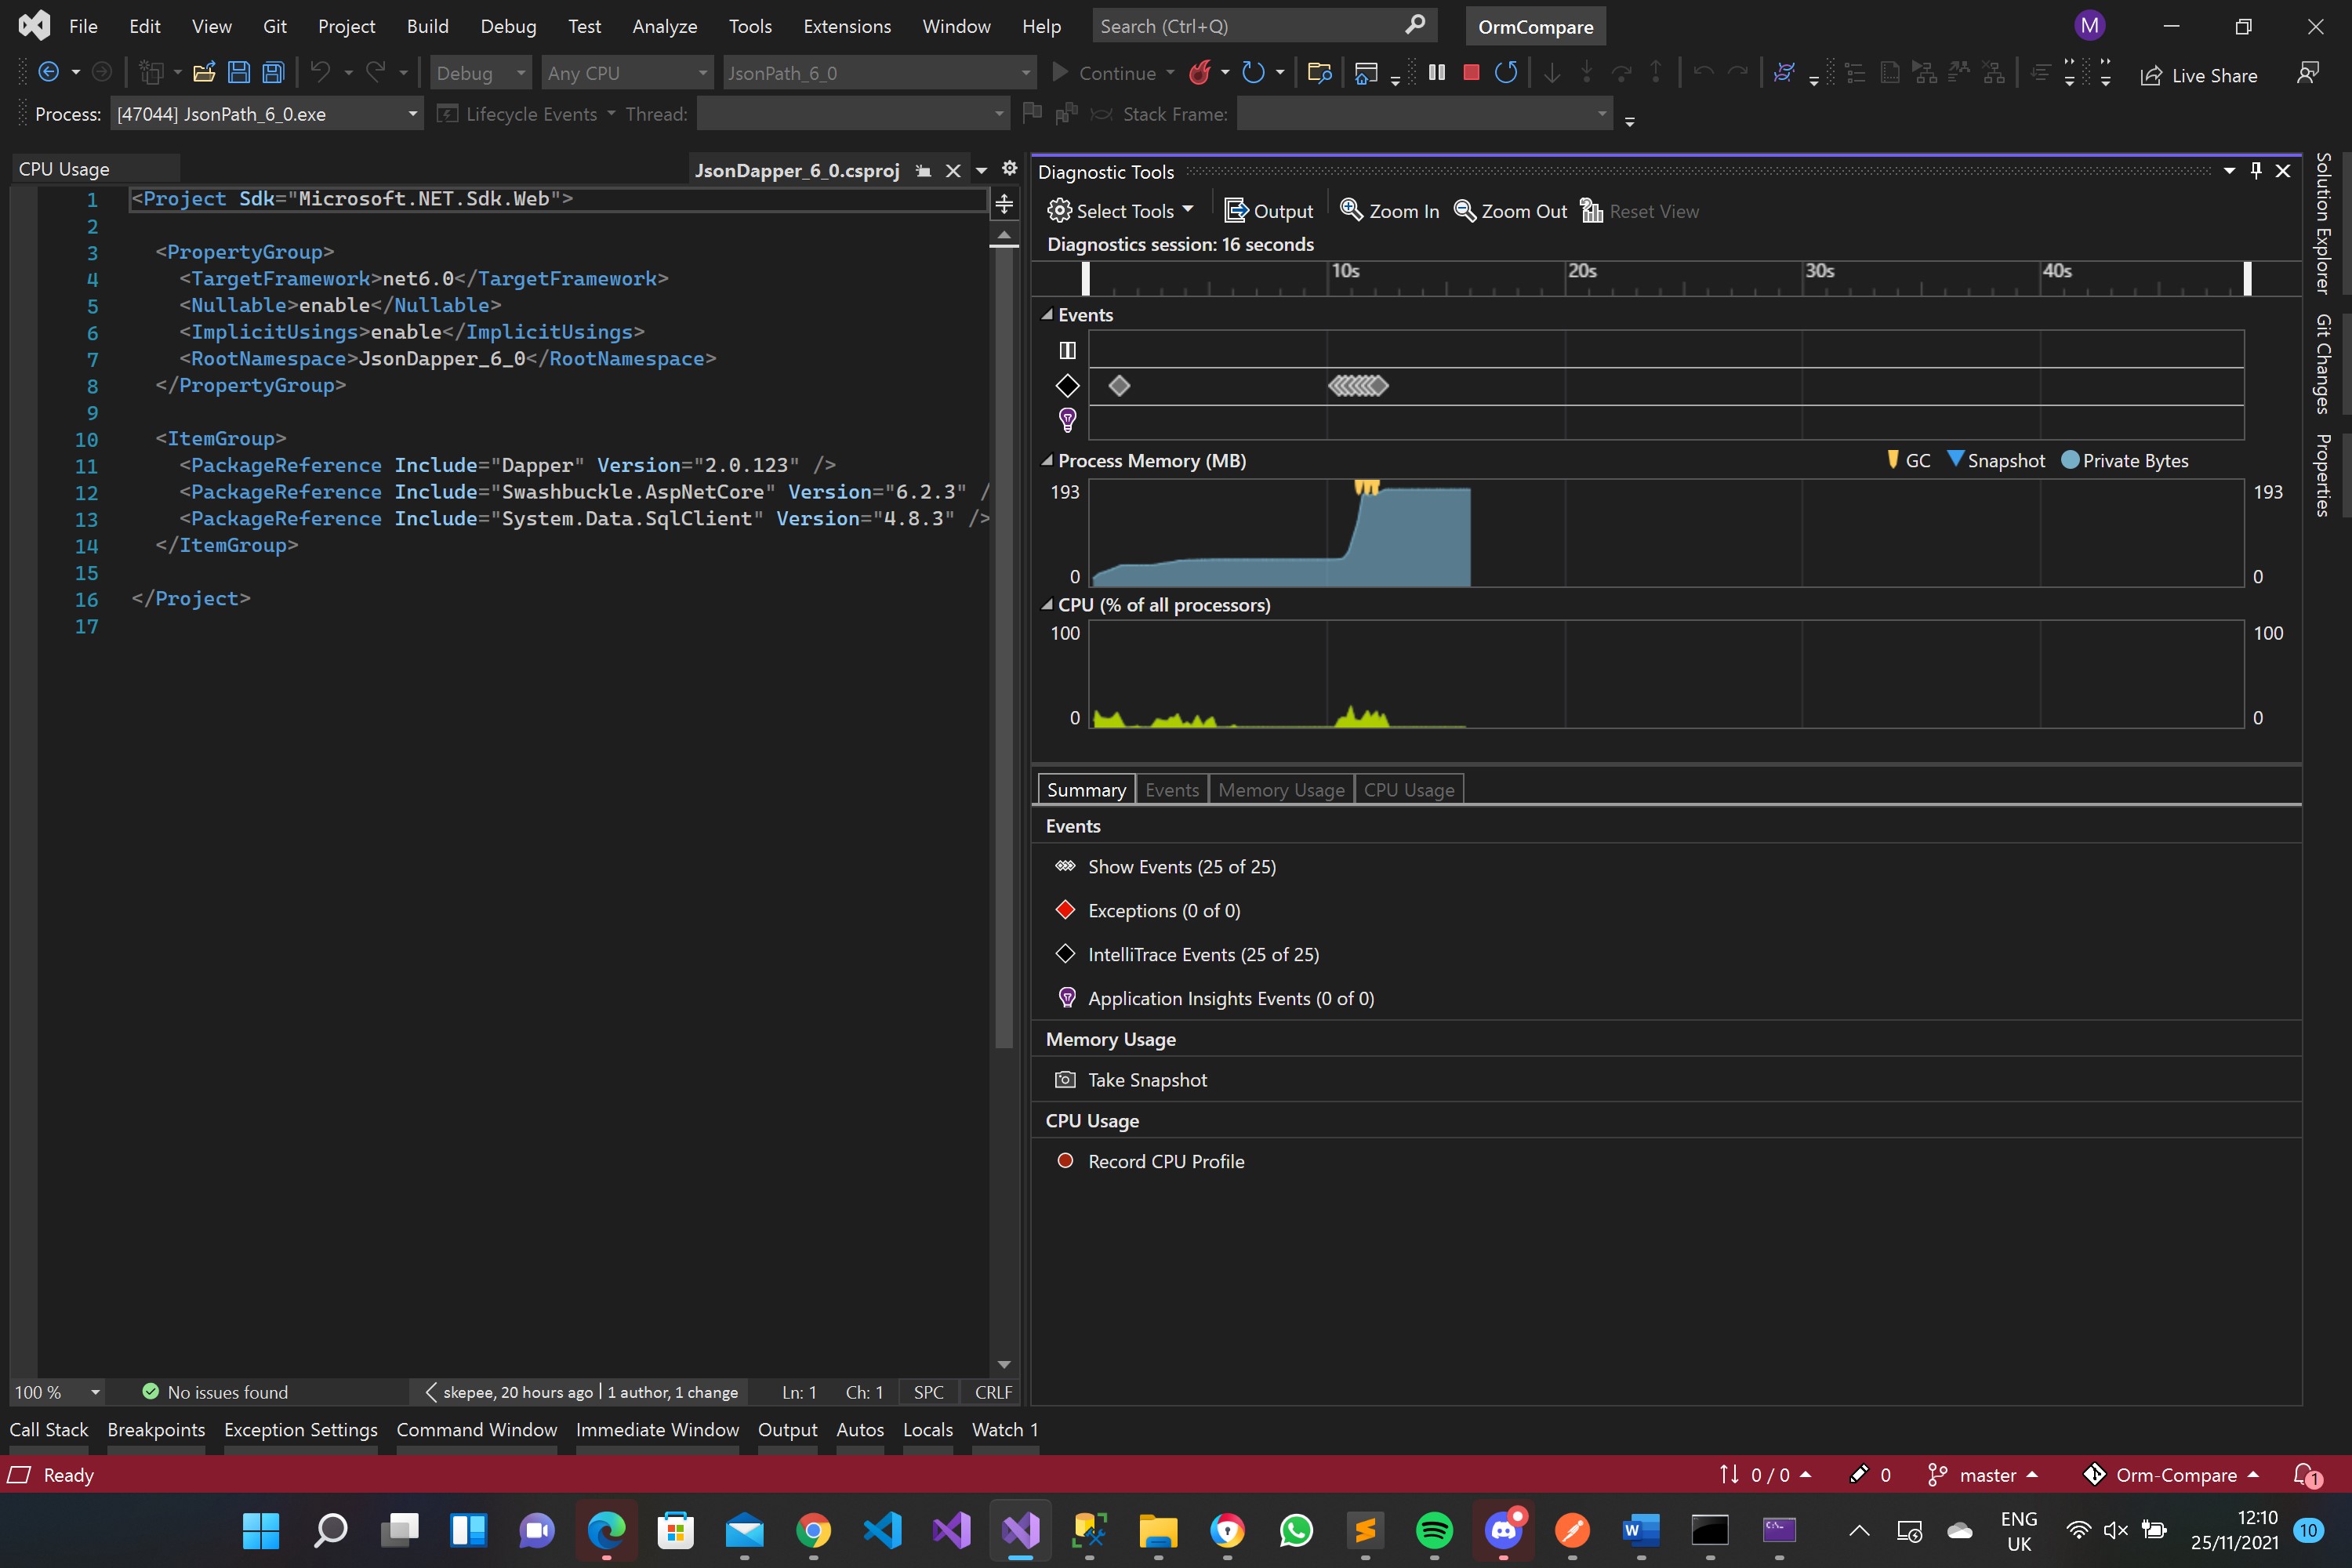 File Edit View Git Project Build Debug Test Analyze Tools Extensions Window Help Search (Ctrl+Q) OrmCompare M
Debug Any CPU JsonPath_6_0 Continue Live Share
Process: [47044] JsonPath_6_0.exe Lifecycle Events Thread: Stack Frame:
CPU Usage JsonDapper_6_0.csproj
1 <Project Sdk="Microsoft.NET.Sdk.Web">
2
3 <PropertyGroup>
4 <TargetFramework>net6.0</TargetFramework>
5 <Nullable>enable</Nullable>
6 <ImplicitUsings>enable</ImplicitUsings>
7 <RootNamespace>JsonDapper_6_0</RootNamespace>
8 </PropertyGroup>
9
10 <ItemGroup>
11 <PackageReference Include="Dapper" Version="2.0.123" />
12 <PackageReference Include="Swashbuckle.AspNetCore" Version="6.2.3" /
13 <PackageReference Include="System.Data.SqlClient" Version="4.8.3" />
14 </ItemGroup>
15
16 </Project>
17
100 % No issues found skepee, 20 hours ago | 1 author, 1 change Ln: 1 Ch: 1 SPC CRLF
Diagnostic Tools
Select Tools Output Zoom In Zoom Out Reset View
Diagnostics session: 16 seconds
10s 20s 30s 40s
Events
Process Memory (MB) GC Snapshot Private Bytes
193 193
0 0
CPU (% of all processors)
100 100
0 0
Summary Events Memory Usage CPU Usage
Events
Show Events (25 of 25)
Exceptions (0 of 0)
IntelliTrace Events (25 of 25)
Application Insights Events (0 of 0)
Memory Usage
Take Snapshot
CPU Usage
Record CPU Profile
Solution Explorer
Git Changes
Properties
Call Stack Breakpoints Exception Settings Command Window Immediate Window Output Autos Locals Watch 1
Ready 0 / 0 0 master Orm-Compare 1
ENG
UK
12:10
25/11/2021
10